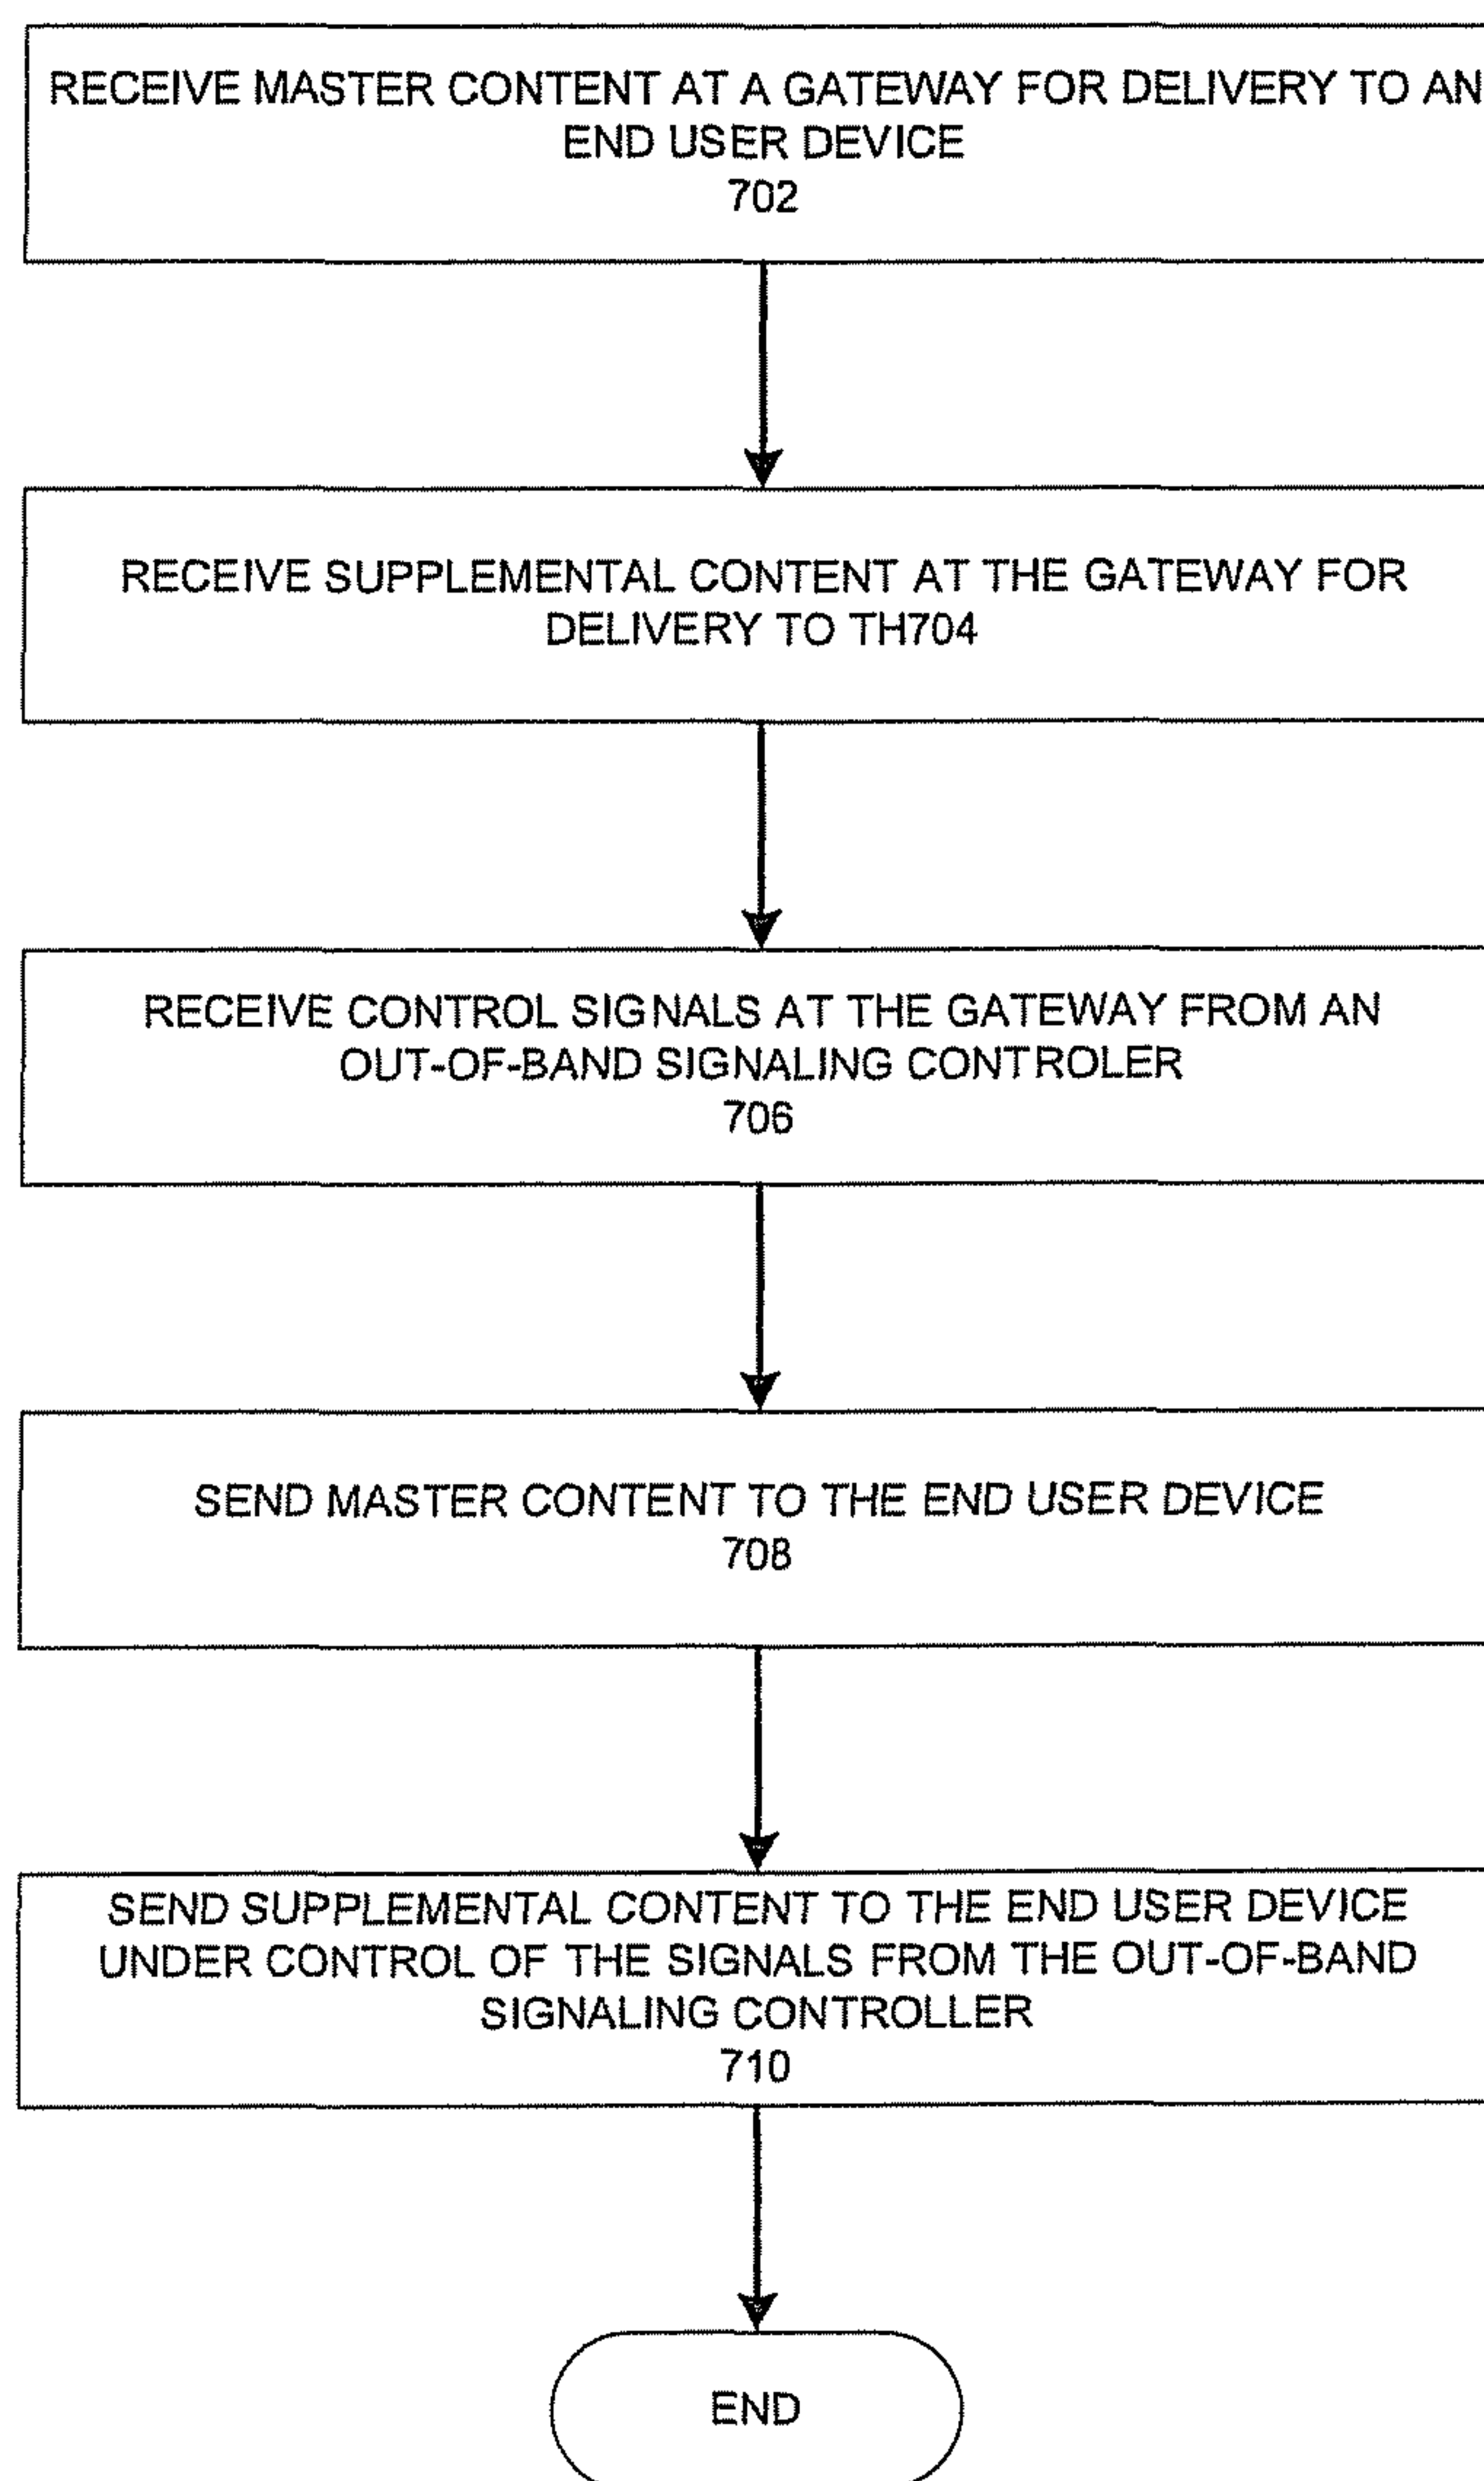 RECEIVE MASTER CONTENT AT A GATEWAY FOR DELIVERY TO AN
END USER DEVICE
702
RECEIVE SUPPLEMENTAL CONTENT AT THE GATEWAY FOR
DELIVERY TO TH704
RECEIVE CONTROL SIGNALS AT THE GATEWAY FROM AN
OUT-OF-BAND SIGNALING CONTROLER
706
SEND MASTER CONTENT TO THE END USER DEVICE
708
SEND SUPPLEMENTAL CONTENT TO THE END USER DEVICE
UNDER CONTROL OF THE SIGNALS FROM THE OUT-OF-BAND
SIGNALING CONTROLLER
710
END